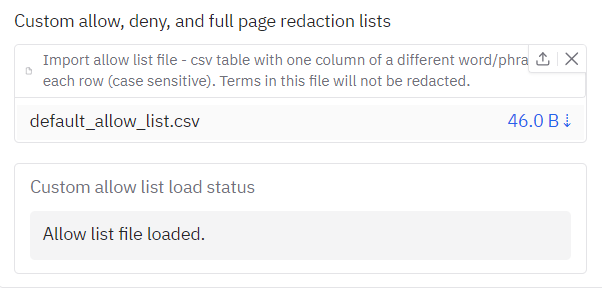 Custom allow, deny, and full page redaction lists
Import allow list file - csv table with one column of a different word/phra
each row (case sensitive). Terms in this file will not be redacted.
default_allow_list.csv 46.0 B ⇣
Custom allow list load status
Allow list file loaded.